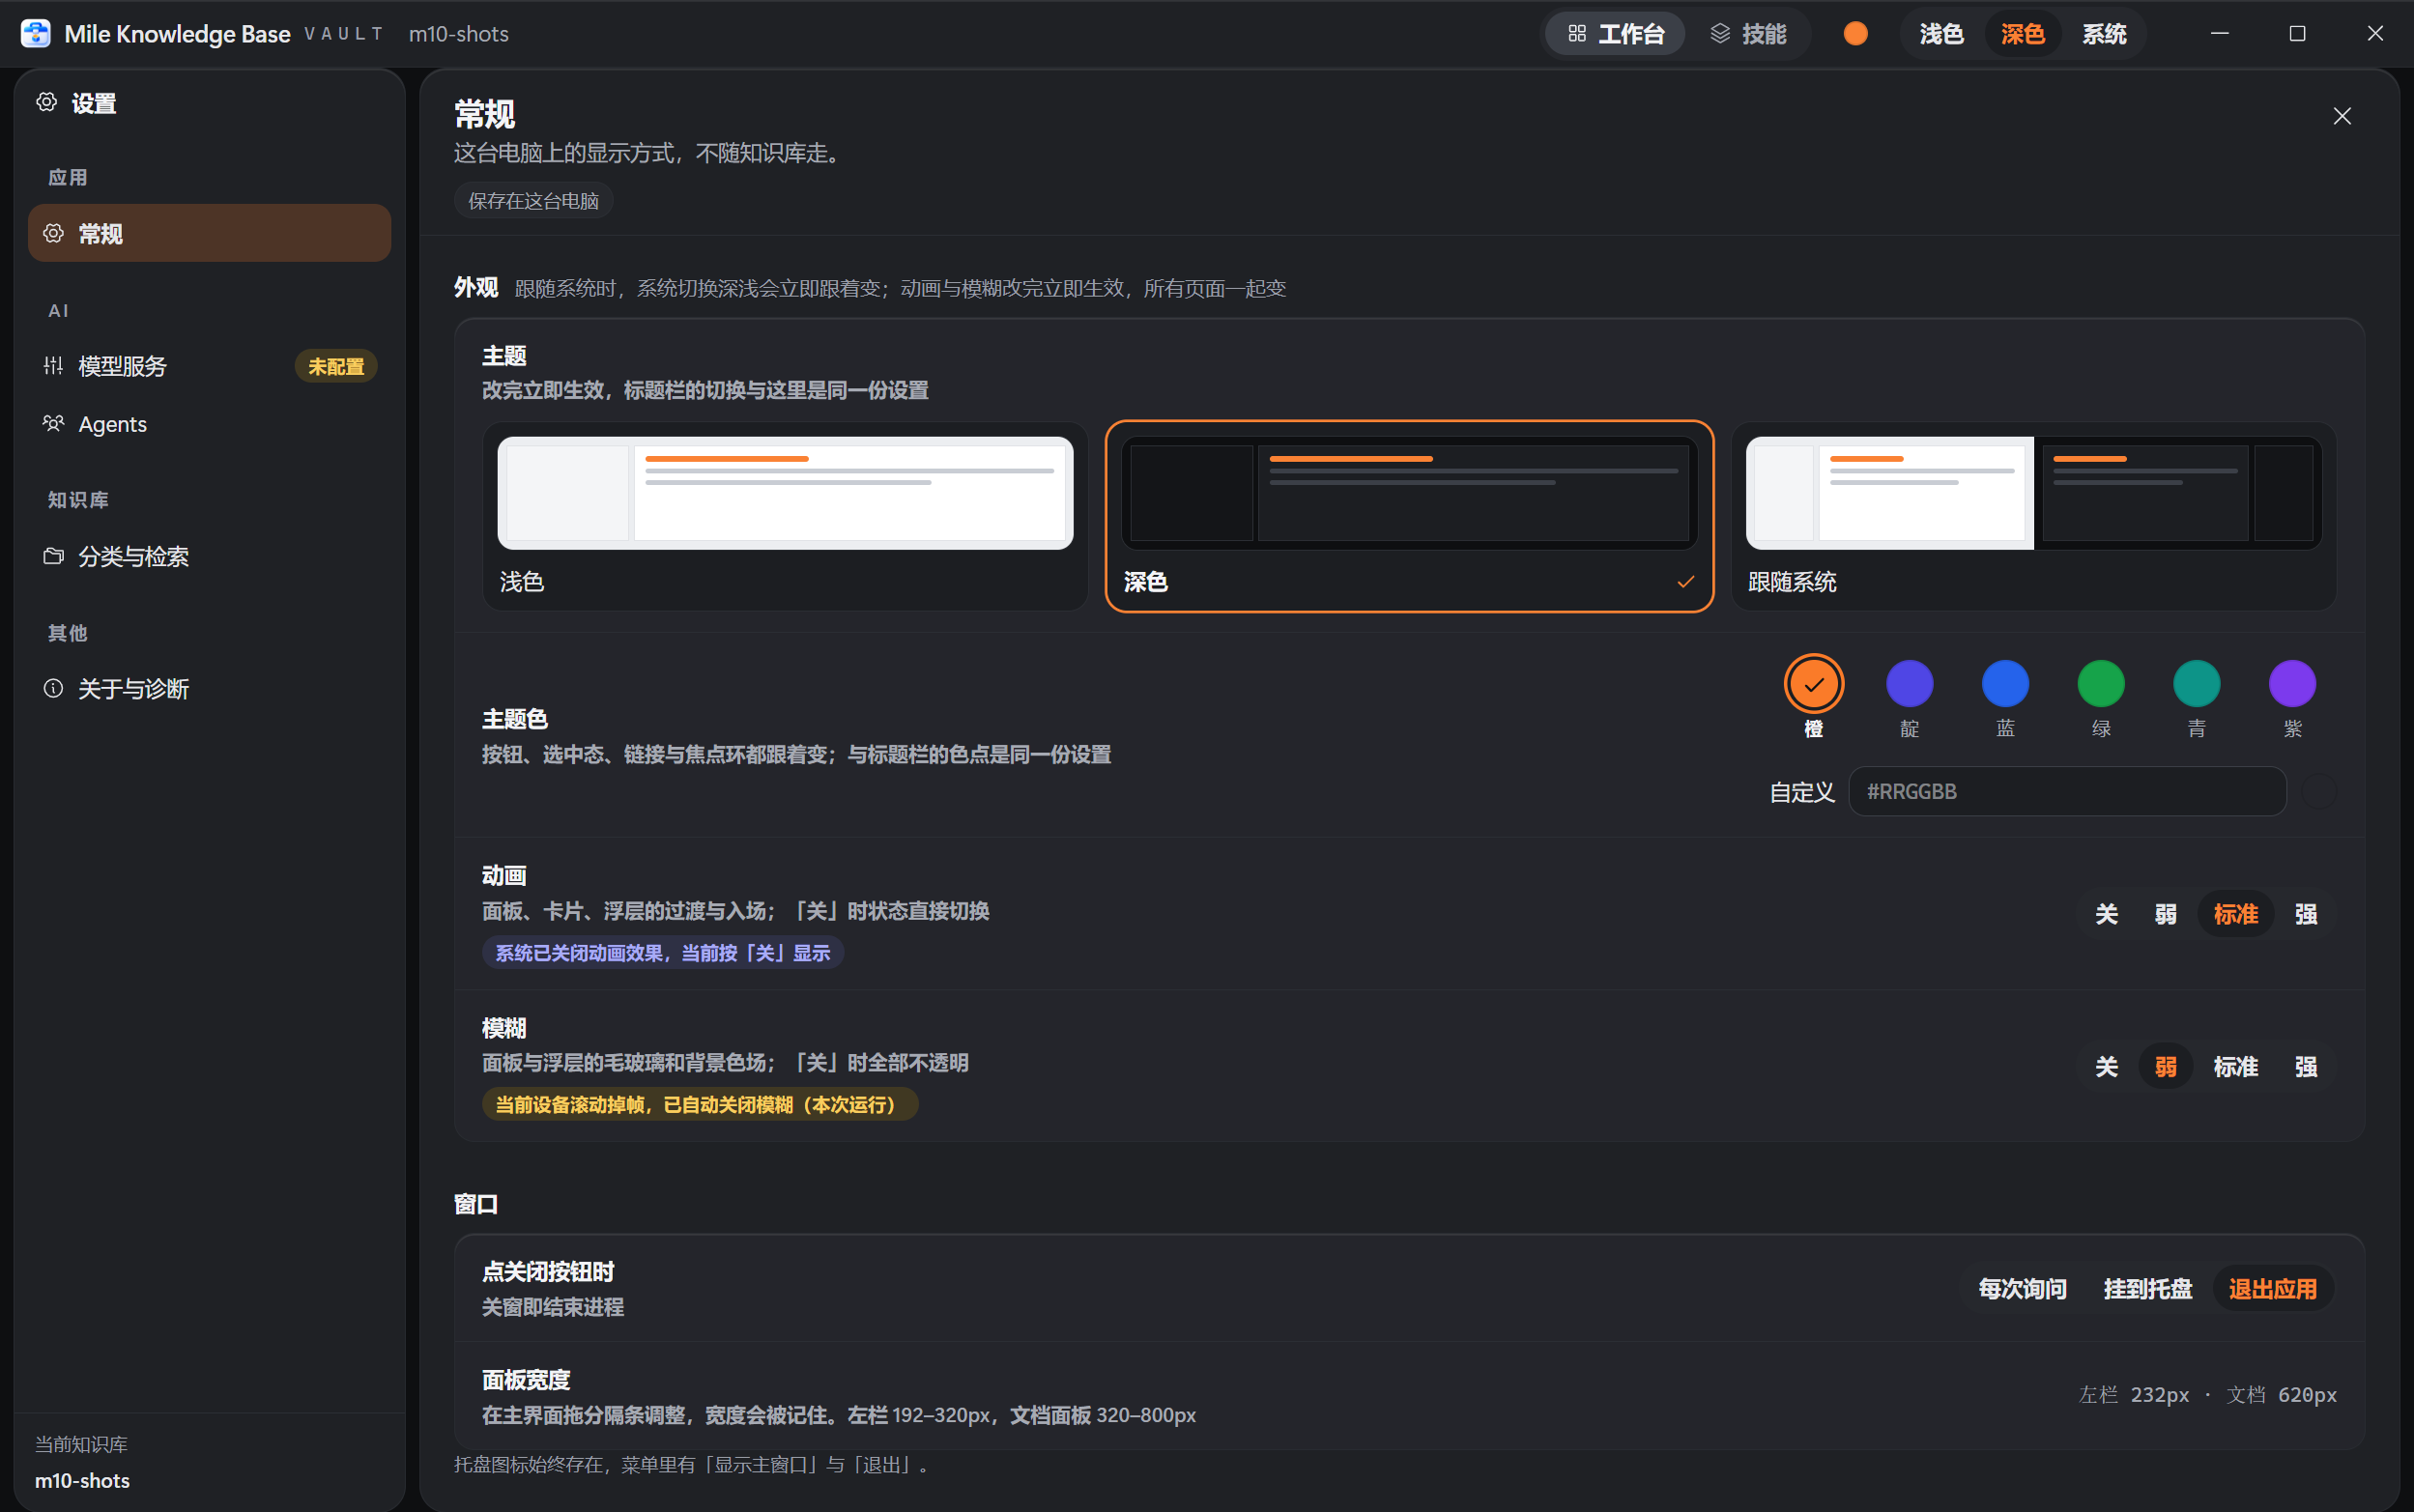 Mile Knowledge Base VAULT m10-shots
工作台 技能 浅色 深色 系统
设置
应用
常规
AI
模型服务 未配置
Agents
知识库
分类与检索
其他
关于与诊断
当前知识库
m10-shots
常规
这台电脑上的显示方式，不随知识库走。
保存在这台电脑
外观 跟随系统时，系统切换深浅会立即跟着变；动画与模糊改完立即生效，所有页面一起变
主题
改完立即生效，标题栏的切换与这里是同一份设置
浅色 深色 跟随系统
主题色
按钮、选中态、链接与焦点环都跟着变；与标题栏的色点是同一份设置
橙 靛 蓝 绿 青 紫
自定义 #RRGGBB
动画
面板、卡片、浮层的过渡与入场；「关」时状态直接切换
系统已关闭动画效果，当前按「关」显示
关 弱 标准 强
模糊
面板与浮层的毛玻璃和背景色场；「关」时全部不透明
当前设备滚动掉帧，已自动关闭模糊（本次运行）
关 弱 标准 强
窗口
点关闭按钮时
关窗即结束进程
每次询问 挂到托盘 退出应用
面板宽度
在主界面拖分隔条调整，宽度会被记住。左栏 192–320px，文档面板 320–800px
左栏 232px · 文档 620px
托盘图标始终存在，菜单里有「显示主窗口」与「退出」。